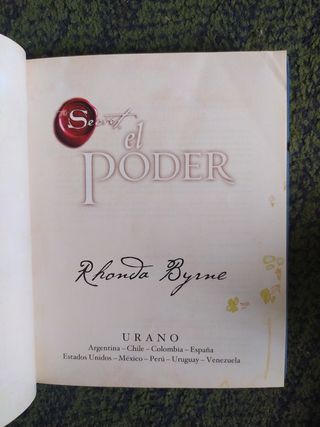 The Secret
el
PODER
Rhonda Byrne
URANO
Argentina – Chile – Colombia – España
Estados Unidos – México – Perú – Uruguay – Venezuela